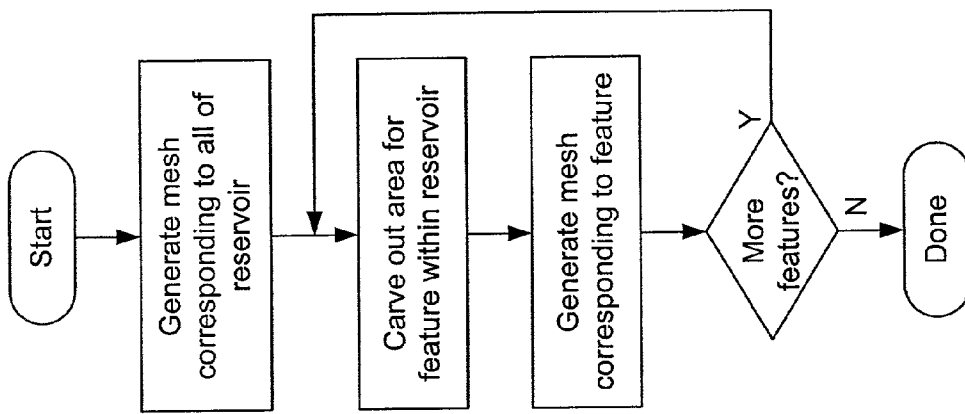 Start
Generate mesh
corresponding to all of
reservoir
Carve out area for
feature within reservoir
Generate mesh
corresponding to feature
More
features?
Y
N
Done